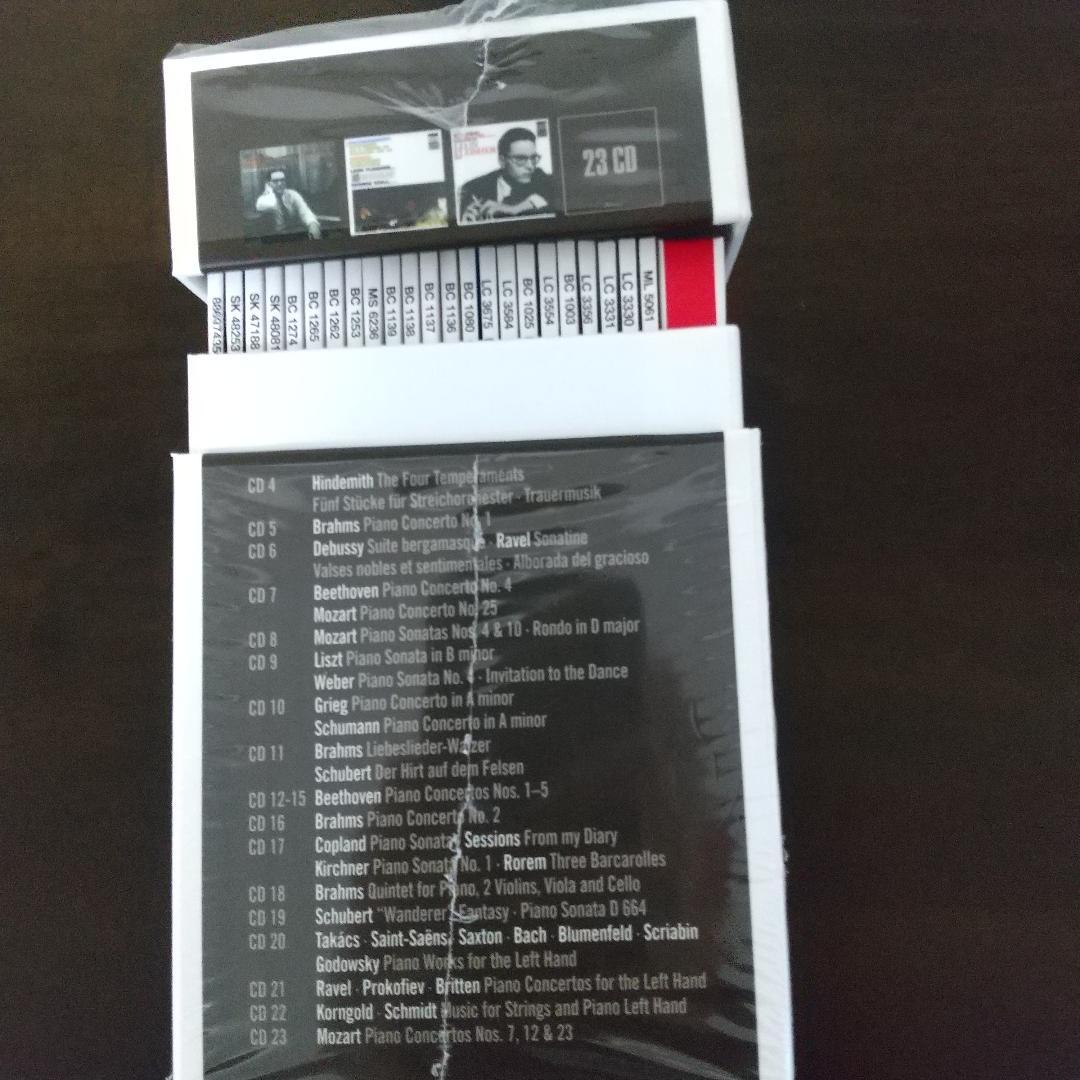 23 CD
SK 48253
SK 47188
SK 48081
BC 1274
BC 1265
BC 1262
BC 1253
MS 6236
BC 1139
BC 1138
BC 1137
BC 1136
BC 1080
LC 3675
LC 3584
BC 1025
LC 3554
BC 1003
LC 3396
LC 3331
LC 3330
ML 5061
CD 4 Hindemith The Four Temperaments
Fünf Stücke für Streichorchester · Trauermusik
CD 5 Brahms Piano Concerto No. 1
CD 6 Debussy Suite bergamasque · Ravel Sonatine
Valses nobles et sentimentales · Alborada del gracioso
CD 7 Beethoven Piano Concerto No. 4
Mozart Piano Concerto No. 25
CD 8 Mozart Piano Sonatas Nos. 4 & 10 · Rondo in D major
CD 9 Liszt Piano Sonata in B minor
Weber Piano Sonata No. 4 · Invitation to the Dance
CD 10 Grieg Piano Concerto in A minor
Schumann Piano Concerto in A minor
CD 11 Brahms Liebeslieder-Walzer
Schubert Der Hirt auf dem Felsen
CD 12-15 Beethoven Piano Concertos Nos. 1–5
CD 16 Brahms Piano Concerto No. 2
CD 17 Copland Piano Sonata · Sessions From my Diary
Kirchner Piano Sonata No. 1 · Rorem Three Barcarolles
CD 18 Brahms Quintet for Piano, 2 Violins, Viola and Cello
CD 19 Schubert "Wanderer" Fantasy · Piano Sonata D 664
CD 20 Takács · Saint-Saëns · Saxton · Bach · Blumenfeld · Scriabin
Godowsky Piano Works for the Left Hand
CD 21 Ravel · Prokofiev · Britten Piano Concertos for the Left Hand
CD 22 Korngold · Schmidt Music for Strings and Piano Left Hand
CD 23 Mozart Piano Concertos Nos. 7, 12 & 23